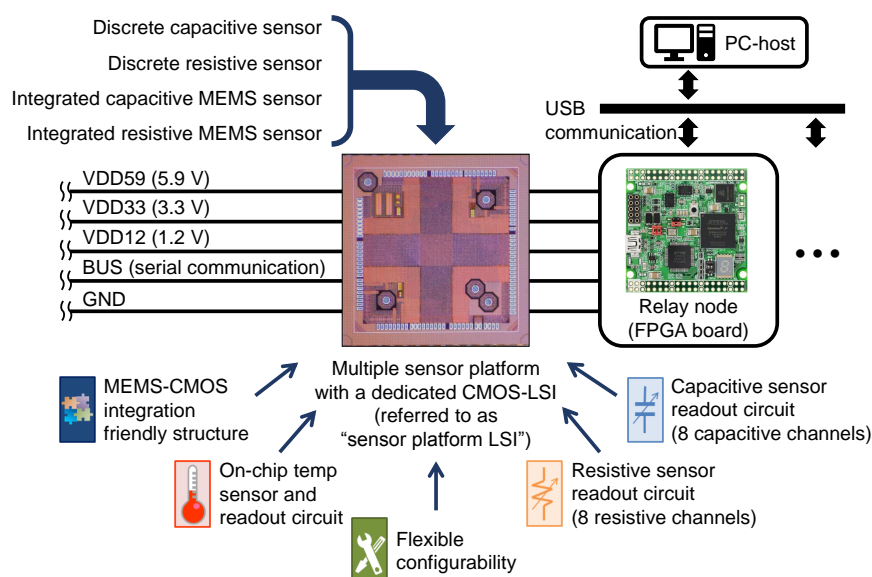 Discrete capacitive sensor
Discrete resistive sensor
Integrated capacitive MEMS sensor
Integrated resistive MEMS sensor
PC-host
USB
communication
VDD59 (5.9 V)
VDD33 (3.3 V)
VDD12 (1.2 V)
BUS (serial communication)
GND
Relay node
(FPGA board)
Multiple sensor platform
with a dedicated CMOS-LSI
(referred to as
“sensor platform LSI”)
MEMS-CMOS
integration
friendly structure
On-chip temp
sensor and
readout circuit
Flexible
configurability
Resistive sensor
readout circuit
(8 resistive channels)
Capacitive sensor
readout circuit
(8 capacitive channels)